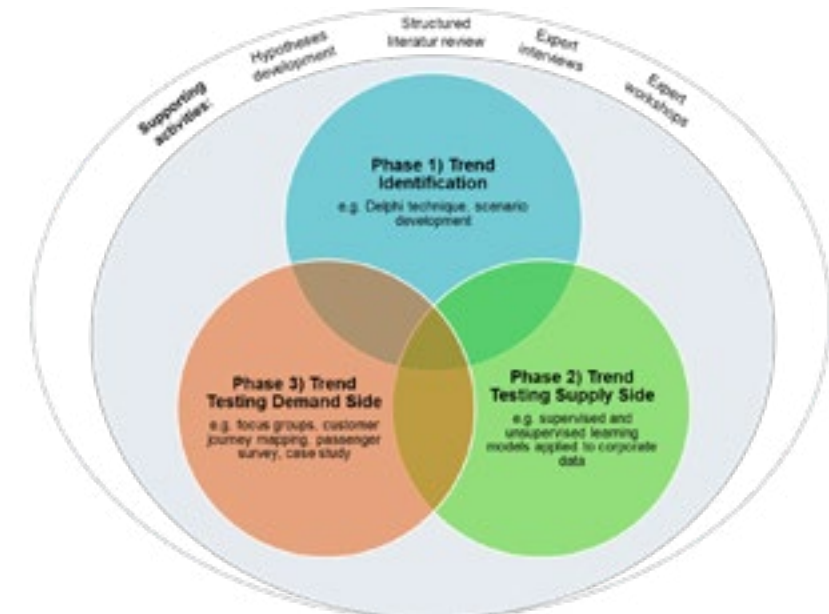 Supporting
activities:
Hypotheses
development
Structured
literatur review
Expert
interviews
Expert
workshops
Phase 1) Trend
Identification
e.g. Delphi technique, scenario
development
Phase 3) Trend
Testing Demand Side
e.g. focus groups, customer
journey mapping, passenger
survey, case study
Phase 2) Trend
Testing Supply Side
e.g. supervised and
unsupervised learning
models applied to corporate
data